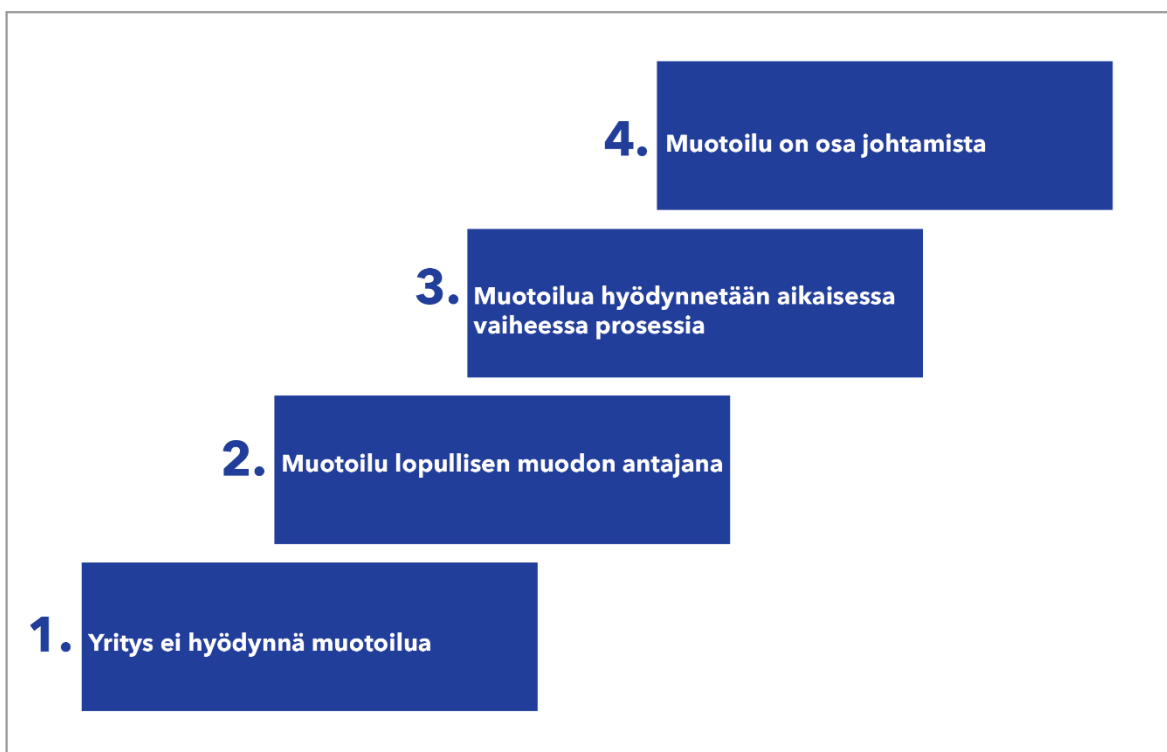 4. Muotoilu on osa johtamista
3. Muotoilua hyödynnetään aikaisessa
vaiheessa prosessia
2. Muotoilu lopullisen muodon antajana
1. Yritys ei hyödynnä muotoilua